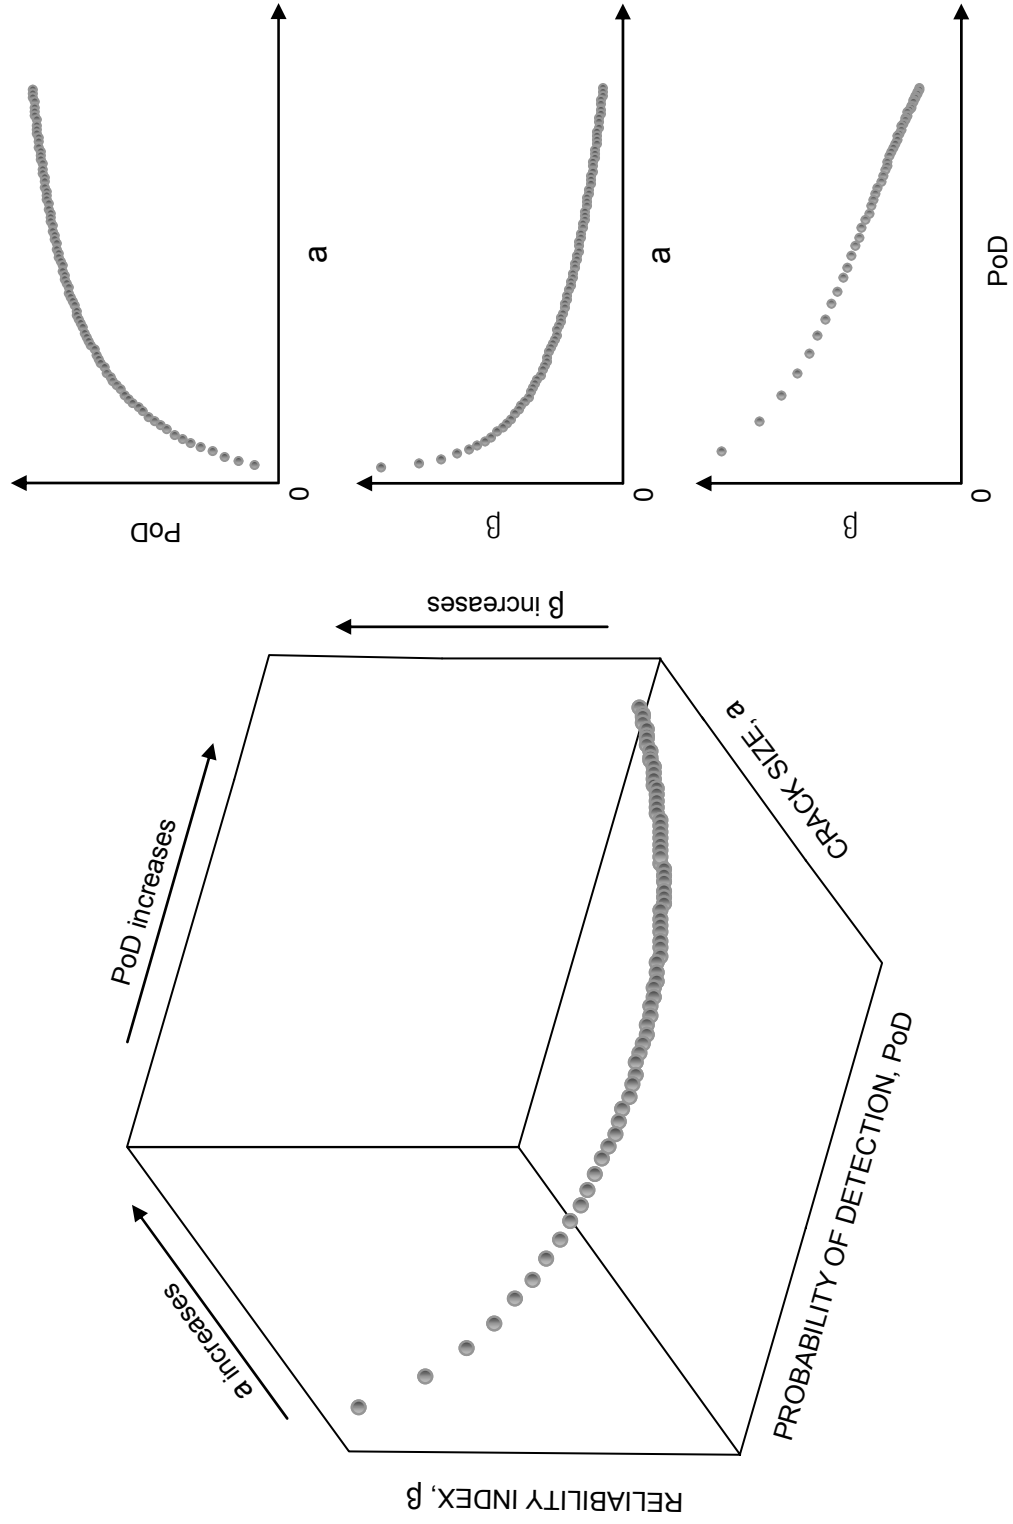 PoD
0
a
β
0
a
β
0
PoD
PoD increases
β increases
a increases
RELIABILITY INDEX, β
PROBABILITY OF DETECTION, PoD
CRACK SIZE, a